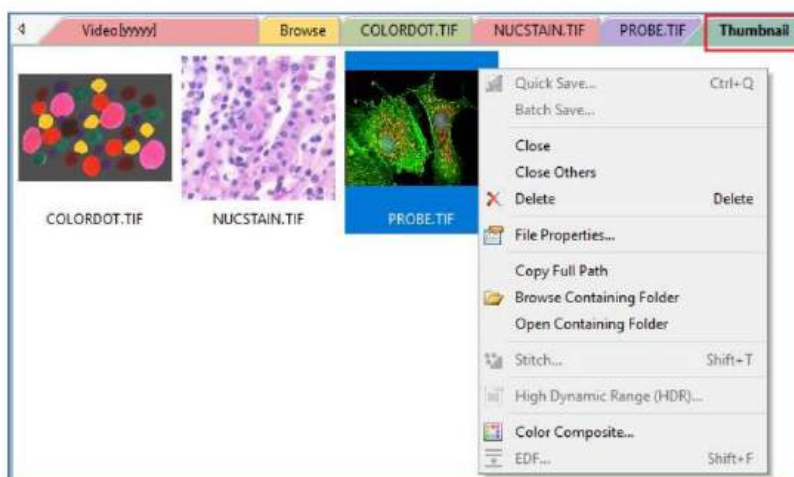 Video [yyyyy] Browse COLORDOT.TIF NUCSTAIN.TIF PROBE.TIF Thumbnail
COLORDOT.TIF NUCSTAIN.TIF PROBE.TIF
Quick Save... Ctrl+Q
Batch Save...
Close
Close Others
Delete Delete
File Properties...
Copy Full Path
Browse Containing Folder
Open Containing Folder
Stitch... Shift+T
High Dynamic Range (HDR)...
Color Composite...
EDF... Shift+F